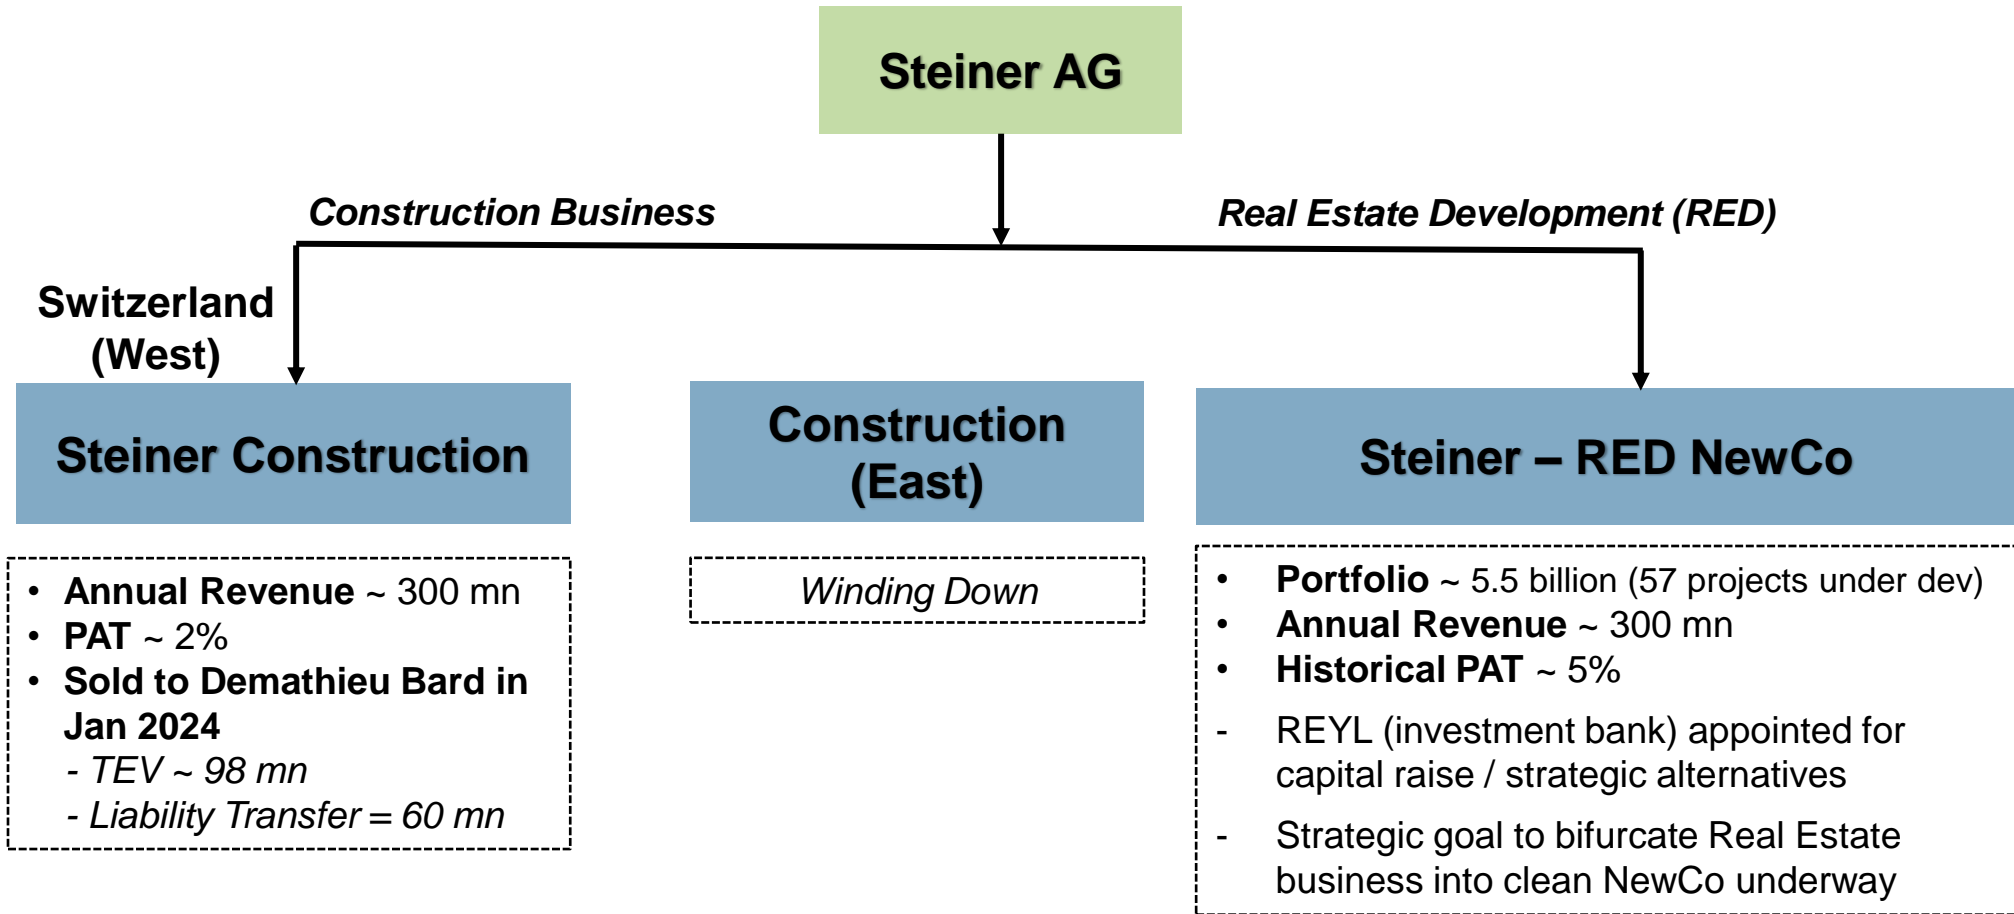 Steiner AG
Construction Business
Real Estate Development (RED)
Switzerland
(West)
Steiner Construction
• Annual Revenue ~ 300 mn
• PAT ~ 2%
• Sold to Demathieu Bard in
Jan 2024
- TEV ~ 98 mn
- Liability Transfer = 60 mn
Construction
(East)
Winding Down
Steiner – RED NewCo
• Portfolio ~ 5.5 billion (57 projects under dev)
• Annual Revenue ~ 300 mn
• Historical PAT ~ 5%
- REYL (investment bank) appointed for
capital raise / strategic alternatives
- Strategic goal to bifurcate Real Estate
business into clean NewCo underway